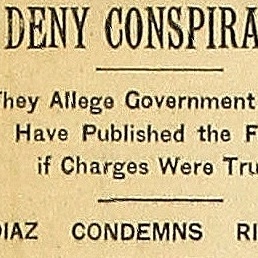 DENY CONSPIRA
They Allege Government
Have Published the F
if Charges Were Tru
DIAZ CONDEMNS RI